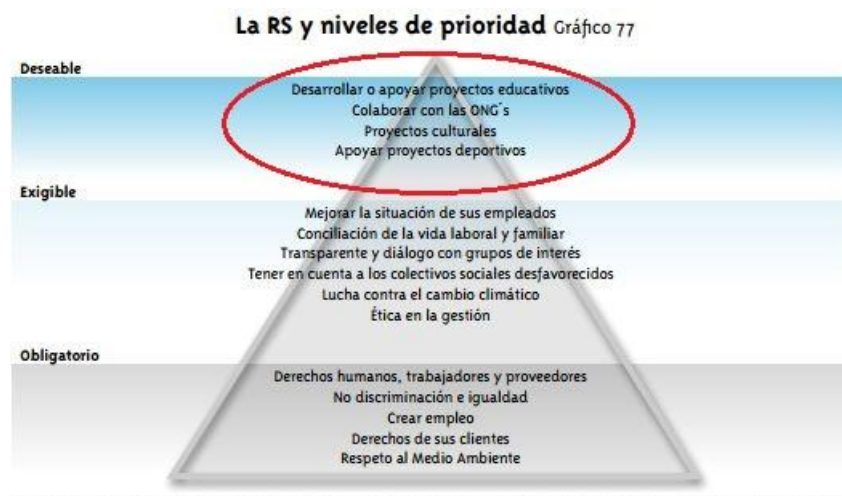 La RS y niveles de prioridad Gráfico 77
Deseable
Desarrollar o apoyar proyectos educativos
Colaborar con las ONG´s
Proyectos culturales
Apoyar proyectos deportivos
Exigible
Mejorar la situación de sus empleados
Conciliación de la vida laboral y familiar
Transparente y diálogo con grupos de interés
Tener en cuenta a los colectivos sociales desfavorecidos
Lucha contra el cambio climático
Ética en la gestión
Obligatorio
Derechos humanos, trabajadores y proveedores
No discriminación e igualdad
Crear empleo
Derechos de sus clientes
Respeto al Medio Ambiente